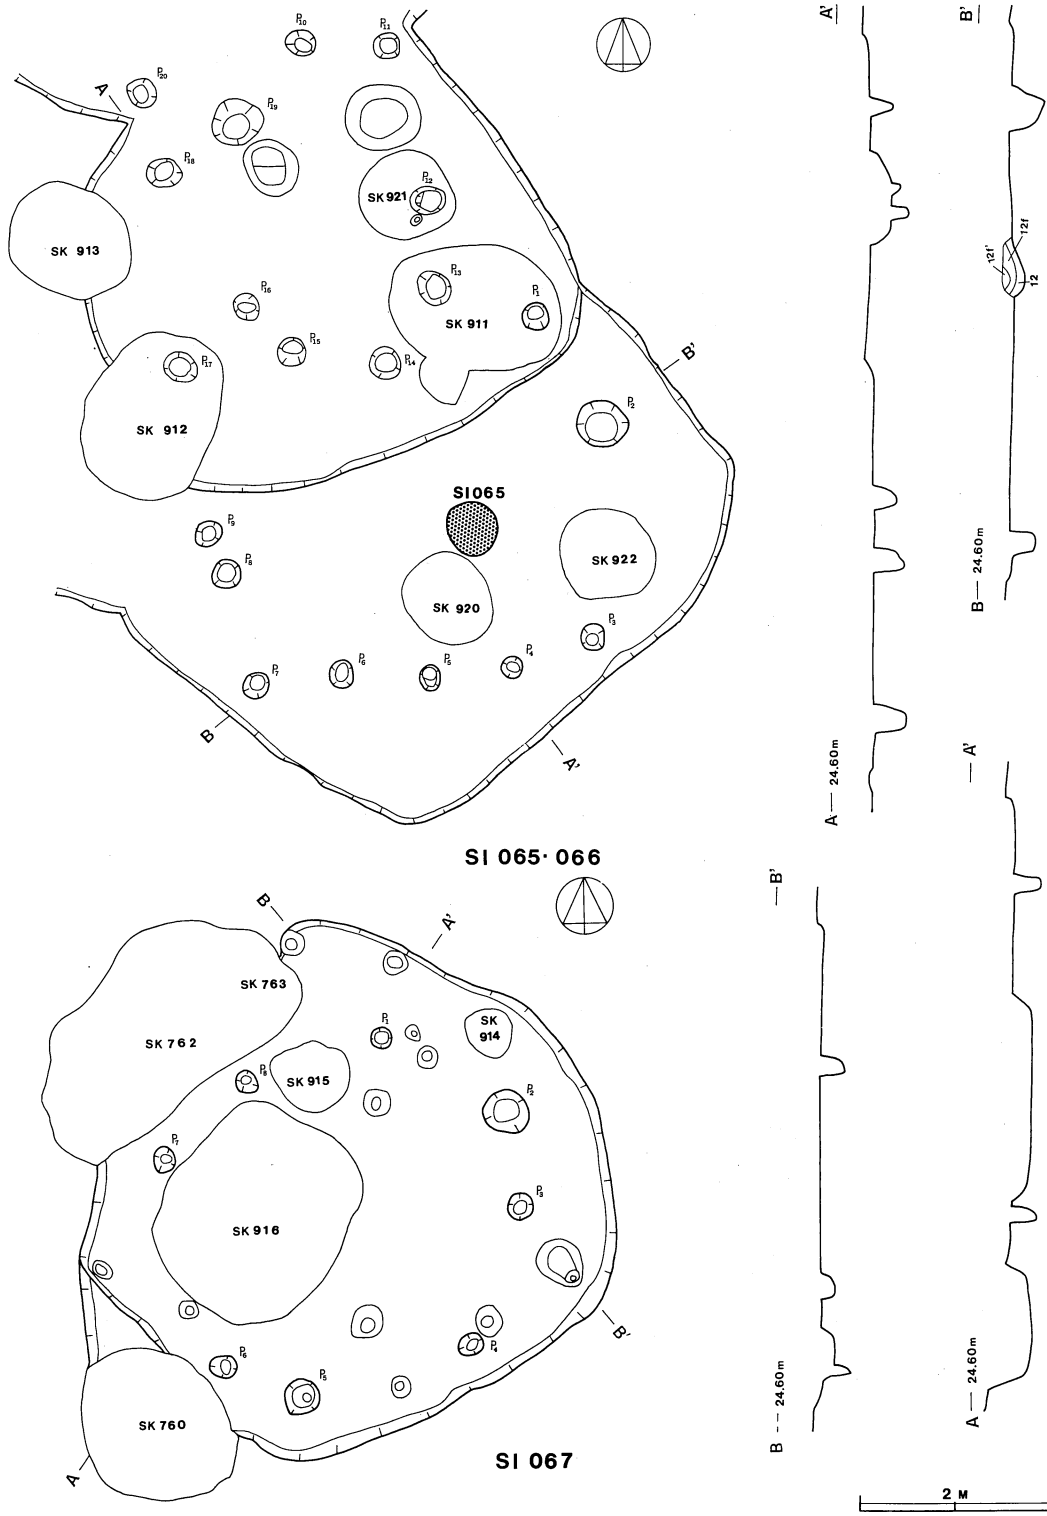 P10
P11
P20
A
P19
P18
SK 921
P12
SK 913
P13
P16
P1
SK 911
P15
P14
B'
P17
P2
SK 912
SI 065
P9
P8
SK 922
SK 920
P3
P4
P5
P6
P7
B
A'
SI 065・066
A'
A — 24.60m
B'
12f'
12f
12
B — 24.60m
B
A'
SK 763
SK 762
P1
SK
914
P8
SK 915
P2
P7
P3
SK 916
B'
P4
P6
P5
SK 760
A
SI 067
— B'
B -- 24.60m
— A'
A — 24.60m
2 M